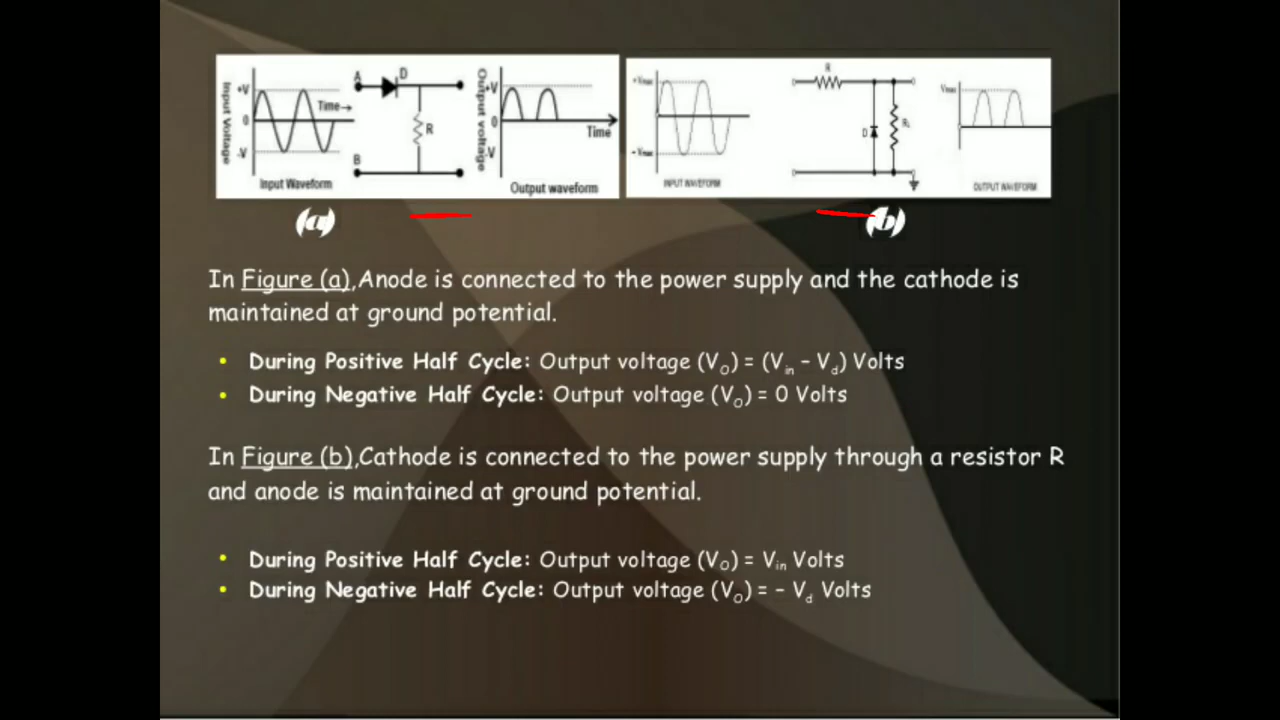 Input Voltage
+V
0
-V
Time→
Input Waveform
A
D
R
B
Output voltage
+V
0
-V
Time
Output waveform
+Vmax
-Vmax
INPUT WAVEFORM
R
D
RL
Vmax
OUTPUT WAVEFORM
(a)
(b)
In Figure (a),Anode is connected to the power supply and the cathode is
maintained at ground potential.
• During Positive Half Cycle: Output voltage (VO) = (Vin – Vd) Volts
• During Negative Half Cycle: Output voltage (VO) = 0 Volts
In Figure (b),Cathode is connected to the power supply through a resistor R
and anode is maintained at ground potential.
• During Positive Half Cycle: Output voltage (VO) = Vin Volts
• During Negative Half Cycle: Output voltage (VO) = – Vd Volts